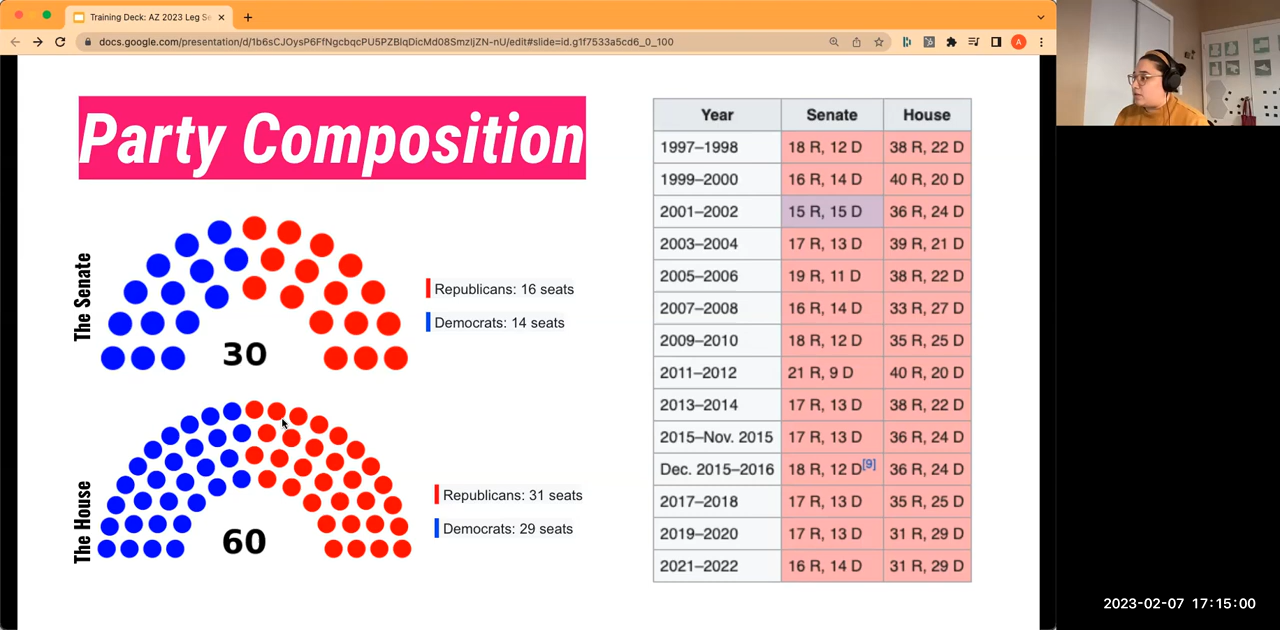 Training Deck: AZ 2023 Leg Se
docs.google.com/presentation/d/1b6sCJOysP6FfNgcbqcPU5PZBlqDicMd08SmzIjZN-nU/edit#slide=id.g1f7533a5cd6_0_100
A
Party Composition
The Senate
30
Republicans: 16 seats
Democrats: 14 seats
The House
60
Republicans: 31 seats
Democrats: 29 seats
Year Senate House
1997–1998 18 R, 12 D 38 R, 22 D
1999–2000 16 R, 14 D 40 R, 20 D
2001–2002 15 R, 15 D 36 R, 24 D
2003–2004 17 R, 13 D 39 R, 21 D
2005–2006 19 R, 11 D 38 R, 22 D
2007–2008 16 R, 14 D 33 R, 27 D
2009–2010 18 R, 12 D 35 R, 25 D
2011–2012 21 R, 9 D 40 R, 20 D
2013–2014 17 R, 13 D 38 R, 22 D
2015–Nov. 2015 17 R, 13 D 36 R, 24 D
Dec. 2015–2016 18 R, 12 D[9] 36 R, 24 D
2017–2018 17 R, 13 D 35 R, 25 D
2019–2020 17 R, 13 D 31 R, 29 D
2021–2022 16 R, 14 D 31 R, 29 D
2023-02-07 17:15:00